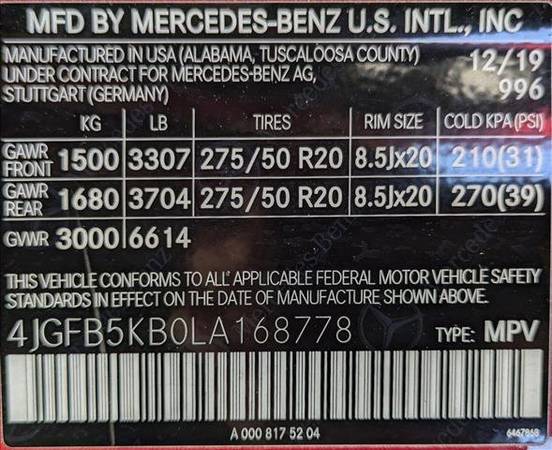 MFD BY MERCEDES-BENZ U.S. INTL., INC
MANUFACTURED IN USA (ALABAMA, TUSCALOOSA COUNTY) 12/19
UNDER CONTRACT FOR MERCEDES-BENZ AG, 996
STUTTGART (GERMANY)
KG LB TIRES RIM SIZE COLD KPA (PSI)
GAWR FRONT 1500 3307 275/50 R20 8.5Jx20 210(31)
GAWR REAR 1680 3704 275/50 R20 8.5Jx20 270(39)
GVWR 3000 6614
THIS VEHICLE CONFORMS TO ALL APPLICABLE FEDERAL MOTOR VEHICLE SAFETY
STANDARDS IN EFFECT ON THE DATE OF MANUFACTURE SHOWN ABOVE.
4JGFB5KB0LA168778 TYPE: MPV
A 000 817 52 04 6467868